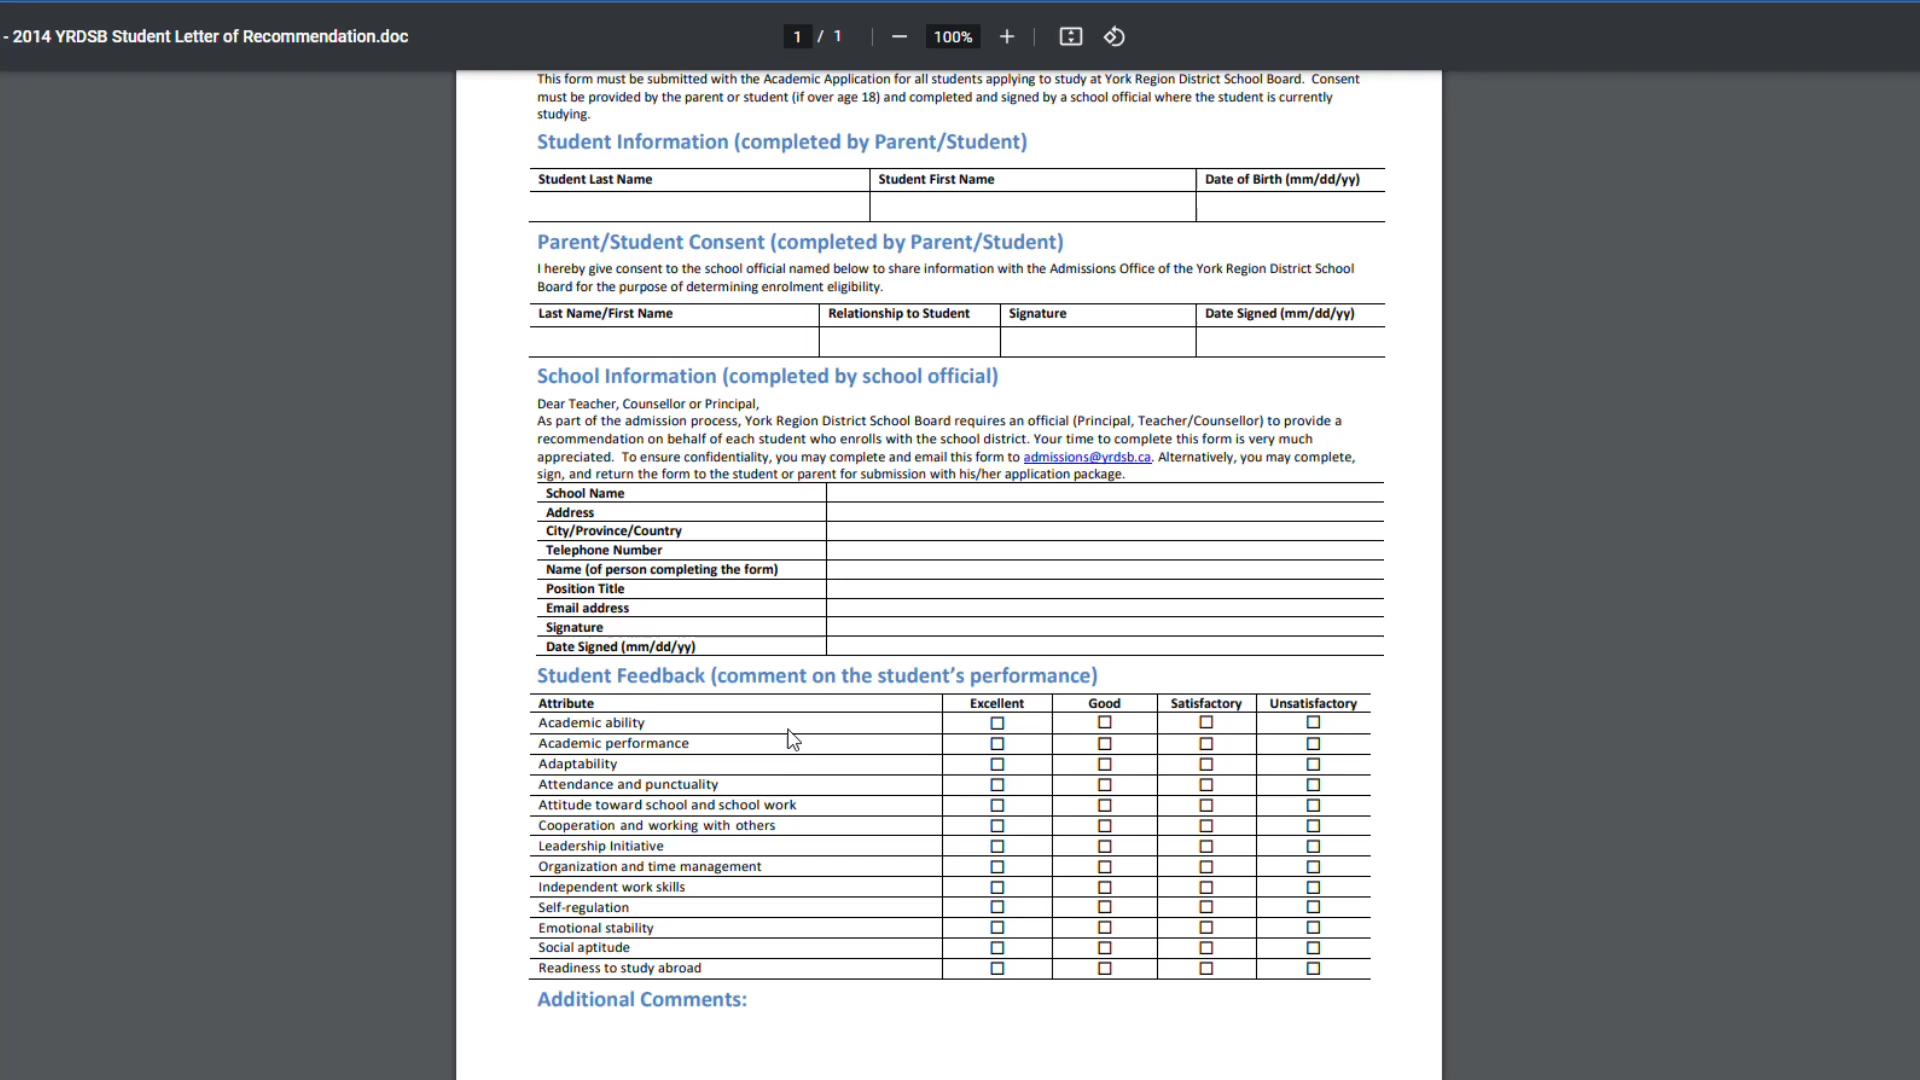 - 2014 YRDSB Student Letter of Recommendation.doc
1 / 1
100%
This form must be submitted with the Academic Application for all students applying to study at York Region District School Board. Consent
must be provided by the parent or student (if over age 18) and completed and signed by a school official where the student is currently
studying.
Student Information (completed by Parent/Student)
Student Last Name Student First Name Date of Birth (mm/dd/yy)
Parent/Student Consent (completed by Parent/Student)
I hereby give consent to the school official named below to share information with the Admissions Office of the York Region District School
Board for the purpose of determining enrolment eligibility.
Last Name/First Name Relationship to Student Signature Date Signed (mm/dd/yy)
School Information (completed by school official)
Dear Teacher, Counsellor or Principal,
As part of the admission process, York Region District School Board requires an official (Principal, Teacher/Counsellor) to provide a
recommendation on behalf of each student who enrolls with the school district. Your time to complete this form is very much
appreciated. To ensure confidentiality, you may complete and email this form to admissions@yrdsb.ca. Alternatively, you may complete,
sign, and return the form to the student or parent for submission with his/her application package.
School Name
Address
City/Province/Country
Telephone Number
Name (of person completing the form)
Position Title
Email address
Signature
Date Signed (mm/dd/yy)
Student Feedback (comment on the student's performance)
Attribute Excellent Good Satisfactory Unsatisfactory
Academic ability
Academic performance
Adaptability
Attendance and punctuality
Attitude toward school and school work
Cooperation and working with others
Leadership Initiative
Organization and time management
Independent work skills
Self-regulation
Emotional stability
Social aptitude
Readiness to study abroad
Additional Comments: